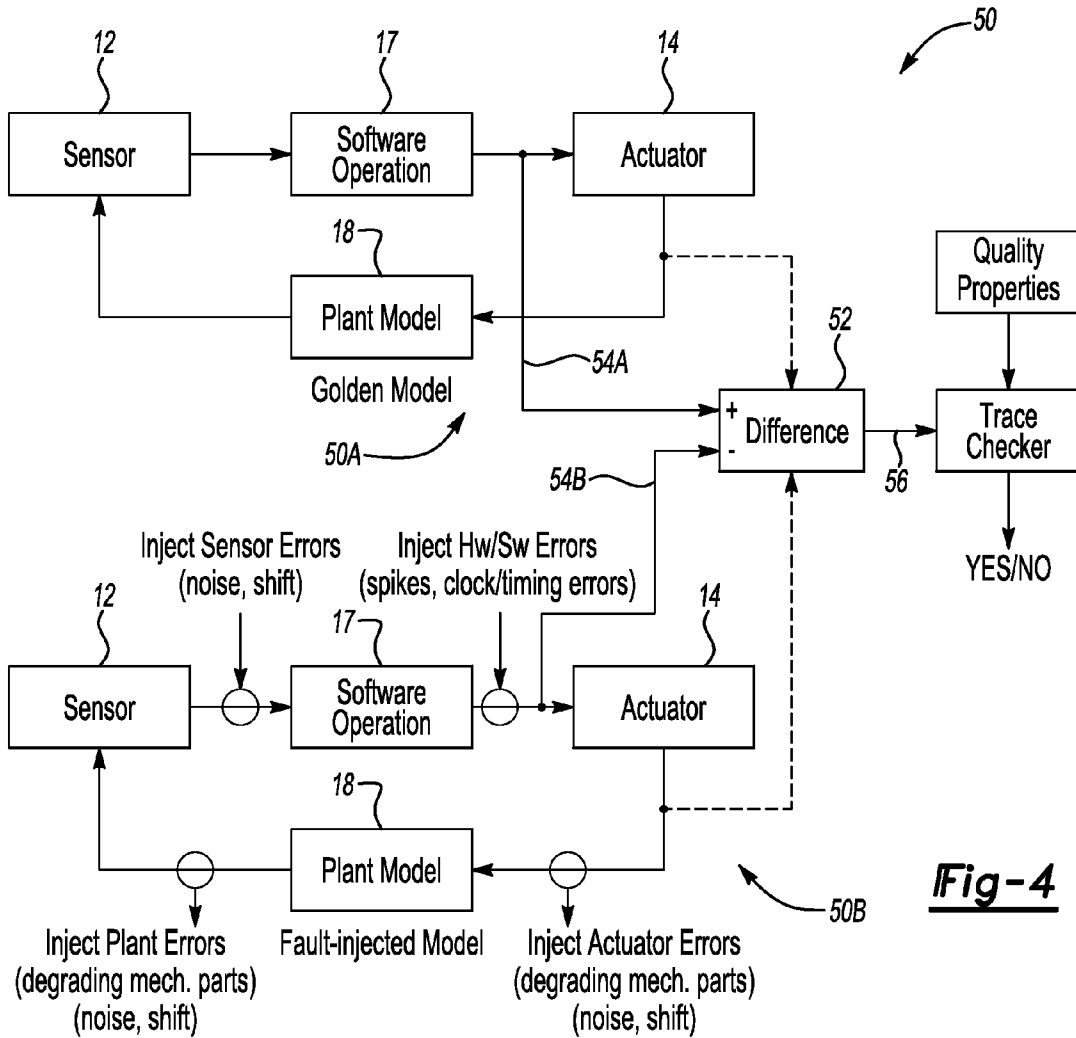 50
12
17
14
Sensor
Software
Operation
Actuator
18
Plant Model
Golden Model
50A
54A
Quality
Properties
52
+
Difference
-
54B
56
Trace
Checker
YES/NO
Inject Sensor Errors
(noise, shift)
Inject Hw/Sw Errors
(spikes, clock/timing errors)
12
17
14
Sensor
Software
Operation
Actuator
18
Plant Model
Fault-injected Model
Inject Plant Errors
(degrading mech. parts)
(noise, shift)
Inject Actuator Errors
(degrading mech. parts)
(noise, shift)
50B
Fig-4